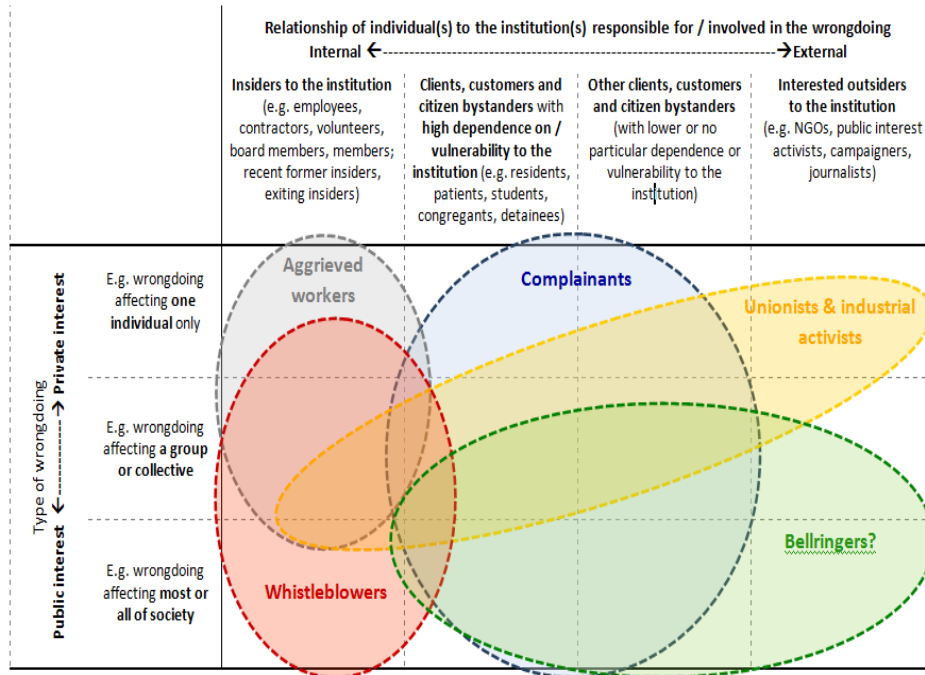 Relationship of individual(s) to the institution(s) responsible for / involved in the wrongdoing
Internal ←----------------------------------------------------------→External
Insiders to the institution
(e.g. employees,
contractors, volunteers,
board members, members;
recent former insiders,
exiting insiders)
Clients, customers and
citizen bystanders with
high dependence on /
vulnerability to the
institution (e.g. residents,
patients, students,
congregants, detainees)
Other clients, customers
and citizen bystanders
(with lower or no
particular dependence or
vulnerability to the
institution)
Interested outsiders
to the institution
(e.g. NGOs, public interest
activists, campaigners,
journalists)
Type of wrongdoing
Public interest ←-------------→ Private interest
E.g. wrongdoing
affecting one
individual only
E.g. wrongdoing
affecting a group
or collective
E.g. wrongdoing
affecting most or
all of society
Aggrieved
workers
Complainants
Unionists & industrial
activists
Whistleblowers
Bellringers?